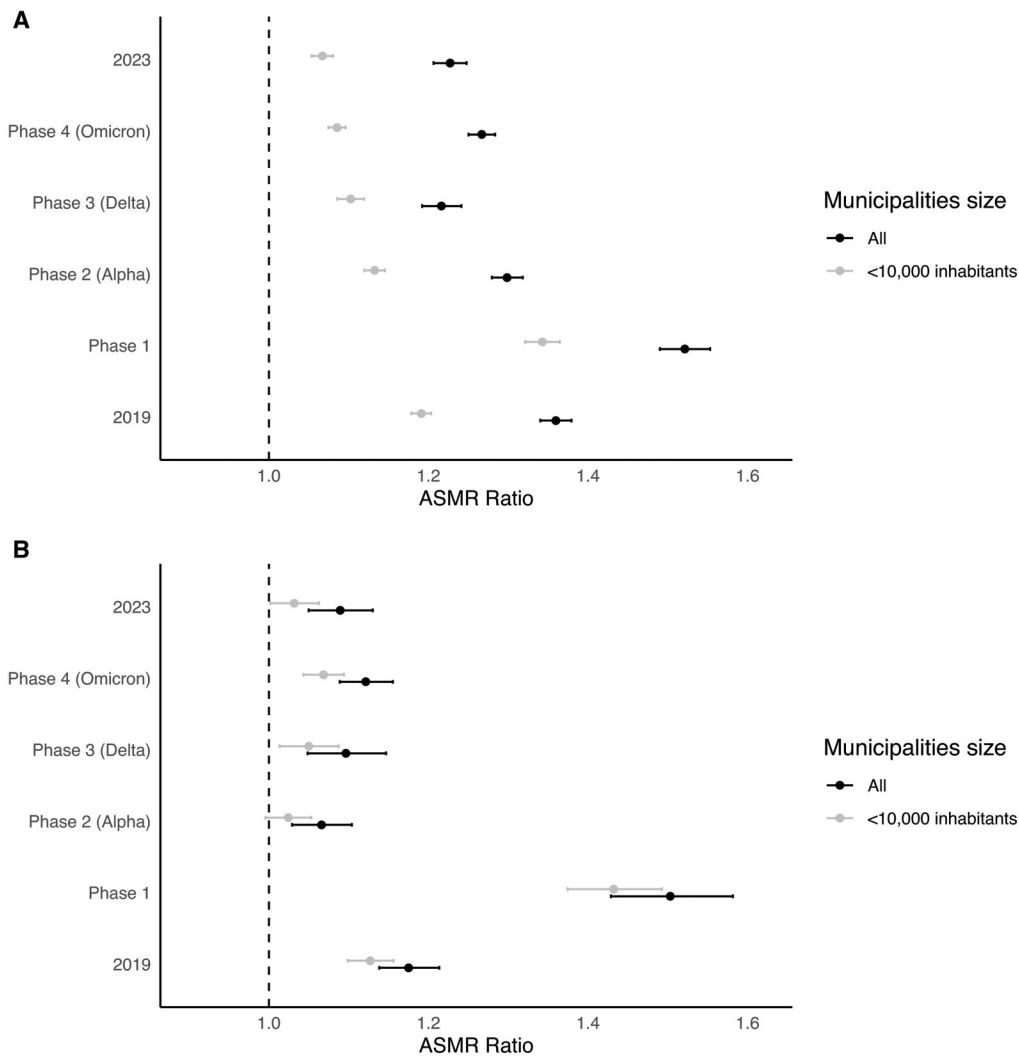 A
2023
Phase 4 (Omicron)
Phase 3 (Delta)
Phase 2 (Alpha)
Phase 1
2019
1.0 1.2 1.4 1.6
ASMR Ratio
Municipalities size
All
<10,000 inhabitants
B
2023
Phase 4 (Omicron)
Phase 3 (Delta)
Phase 2 (Alpha)
Phase 1
2019
1.0 1.2 1.4 1.6
ASMR Ratio
Municipalities size
All
<10,000 inhabitants